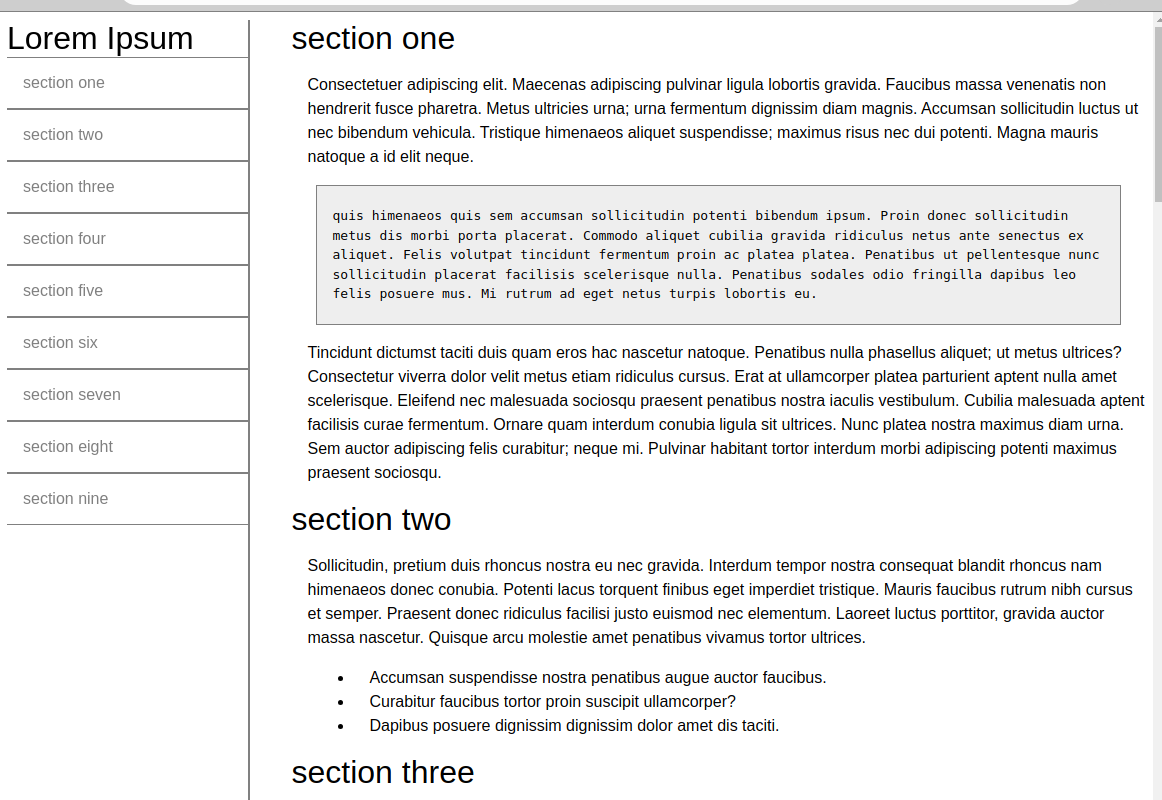 Lorem Ipsum
section one
section two
section three
section four
section five
section six
section seven
section eight
section nine
section one
Consectetuer adipiscing elit. Maecenas adipiscing pulvinar ligula lobortis gravida. Faucibus massa venenatis non
hendrerit fusce pharetra. Metus ultricies urna; urna fermentum dignissim diam magnis. Accumsan sollicitudin luctus ut
nec bibendum vehicula. Tristique himenaeos aliquet suspendisse; maximus risus nec dui potenti. Magna mauris
natoque a id elit neque.
quis himenaeos quis sem accumsan sollicitudin potenti bibendum ipsum. Proin donec sollicitudin
metus dis morbi porta placerat. Commodo aliquet cubilia gravida ridiculus netus ante senectus ex
aliquet. Felis volutpat tincidunt fermentum proin ac platea platea. Penatibus ut pellentesque nunc
sollicitudin placerat facilisis scelerisque nulla. Penatibus sodales odio fringilla dapibus leo
felis posuere mus. Mi rutrum ad eget netus turpis lobortis eu.
Tincidunt dictumst taciti duis quam eros hac nascetur natoque. Penatibus nulla phasellus aliquet; ut metus ultrices?
Consectetur viverra dolor velit metus etiam ridiculus cursus. Erat at ullamcorper platea parturient aptent nulla amet
scelerisque. Eleifend nec malesuada sociosqu praesent penatibus nostra iaculis vestibulum. Cubilia malesuada aptent
facilisis curae fermentum. Ornare quam interdum conubia ligula sit ultrices. Nunc platea nostra maximus diam urna.
Sem auctor adipiscing felis curabitur; neque mi. Pulvinar habitant tortor interdum morbi adipiscing potenti maximus
praesent sociosqu.
section two
Sollicitudin, pretium duis rhoncus nostra eu nec gravida. Interdum tempor nostra consequat blandit rhoncus nam
himenaeos donec conubia. Potenti lacus torquent finibus eget imperdiet tristique. Mauris faucibus rutrum nibh cursus
et semper. Praesent donec ridiculus facilisi justo euismod nec elementum. Laoreet luctus porttitor, gravida auctor
massa nascetur. Quisque arcu molestie amet penatibus vivamus tortor ultrices.
• Accumsan suspendisse nostra penatibus augue auctor faucibus.
• Curabitur faucibus tortor proin suscipit ullamcorper?
• Dapibus posuere dignissim dignissim dolor amet dis taciti.
section three